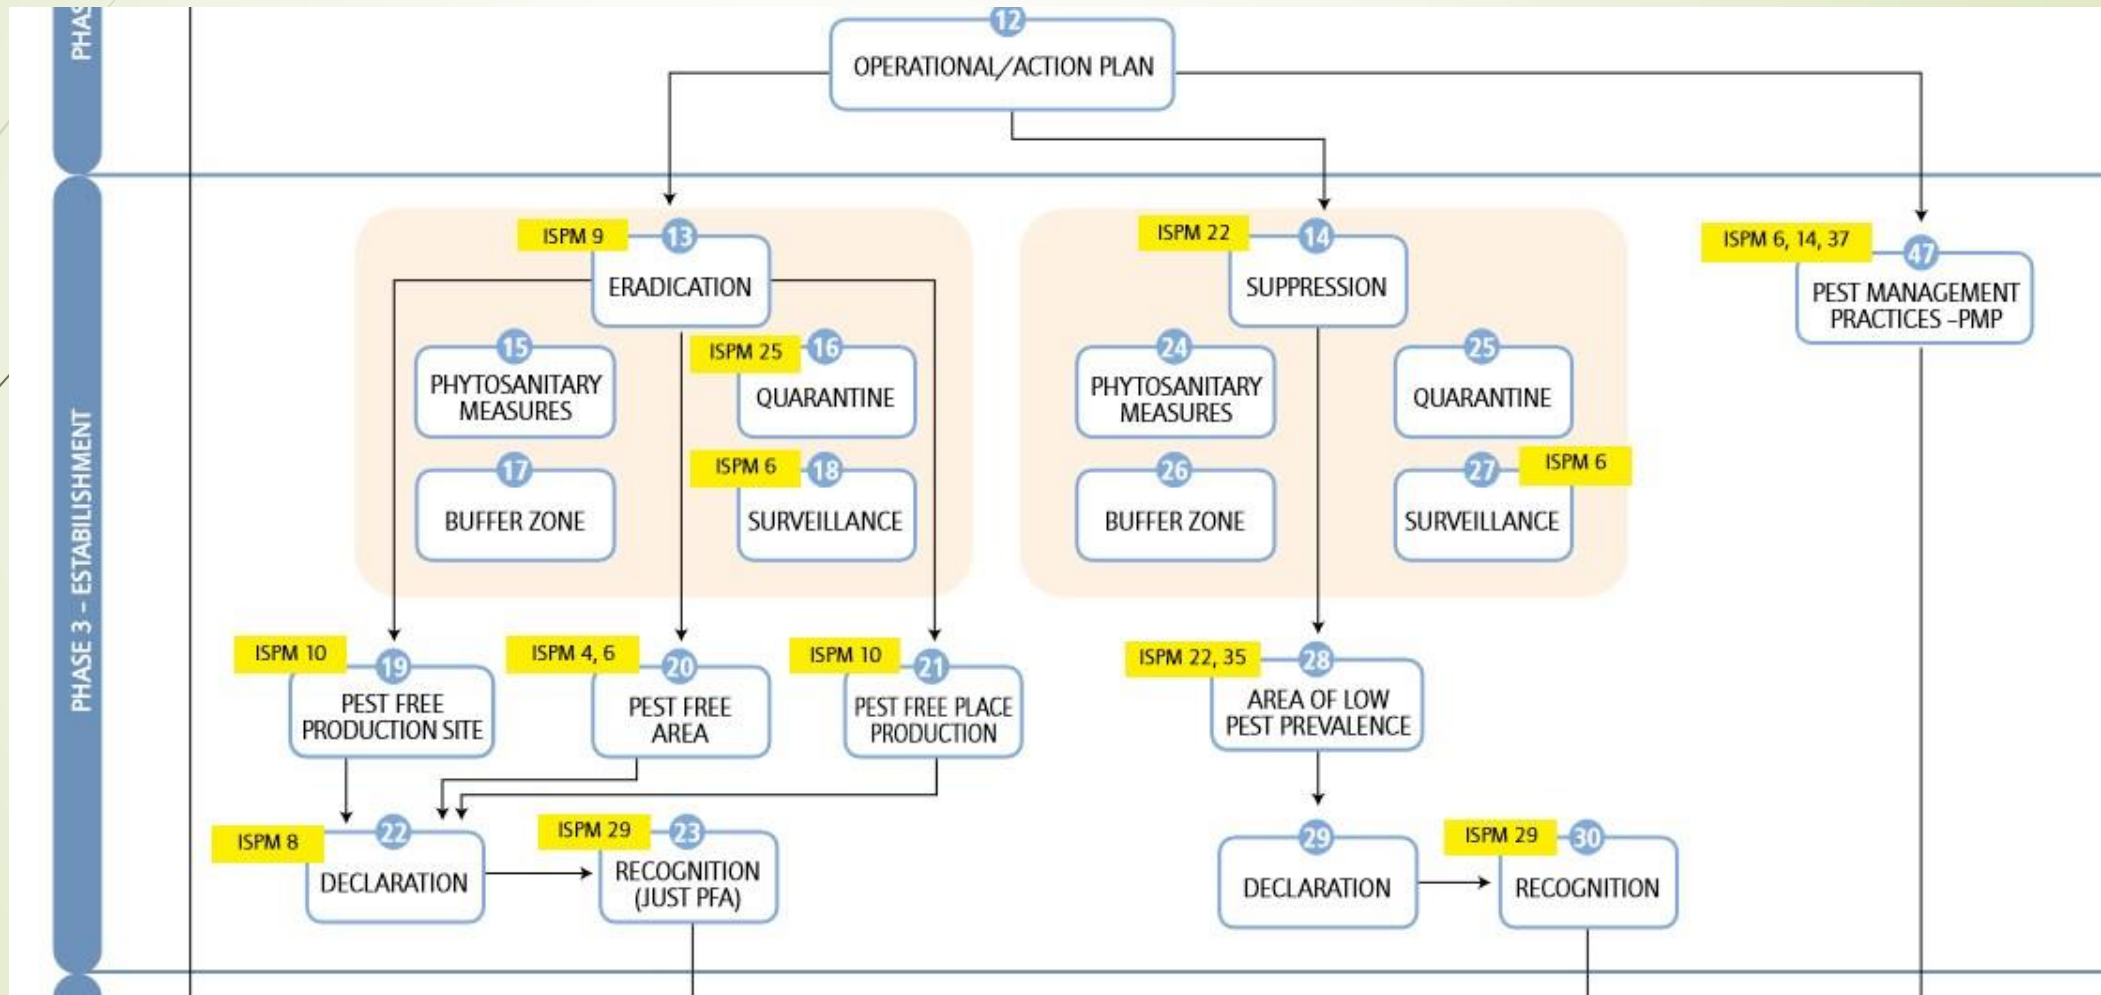 PHAS
12
OPERATIONAL/ACTION PLAN
PHASE 3 – ESTABILISHMENT
ISPM 9
13
ERADICATION
ISPM 22
14
SUPPRESSION
ISPM 6, 14, 37
47
PEST MANAGEMENT
PRACTICES –PMP
15
PHYTOSANITARY
MEASURES
ISPM 25
16
QUARANTINE
24
PHYTOSANITARY
MEASURES
25
QUARANTINE
17
BUFFER ZONE
ISPM 6
18
SURVEILLANCE
26
BUFFER ZONE
27
ISPM 6
SURVEILLANCE
ISPM 10
19
PEST FREE
PRODUCTION SITE
ISPM 4, 6
20
PEST FREE
AREA
ISPM 10
21
PEST FREE PLACE
PRODUCTION
ISPM 22, 35
28
AREA OF LOW
PEST PREVALENCE
ISPM 8
22
DECLARATION
ISPM 29
23
RECOGNITION
(JUST PFA)
29
DECLARATION
ISPM 29
30
RECOGNITION